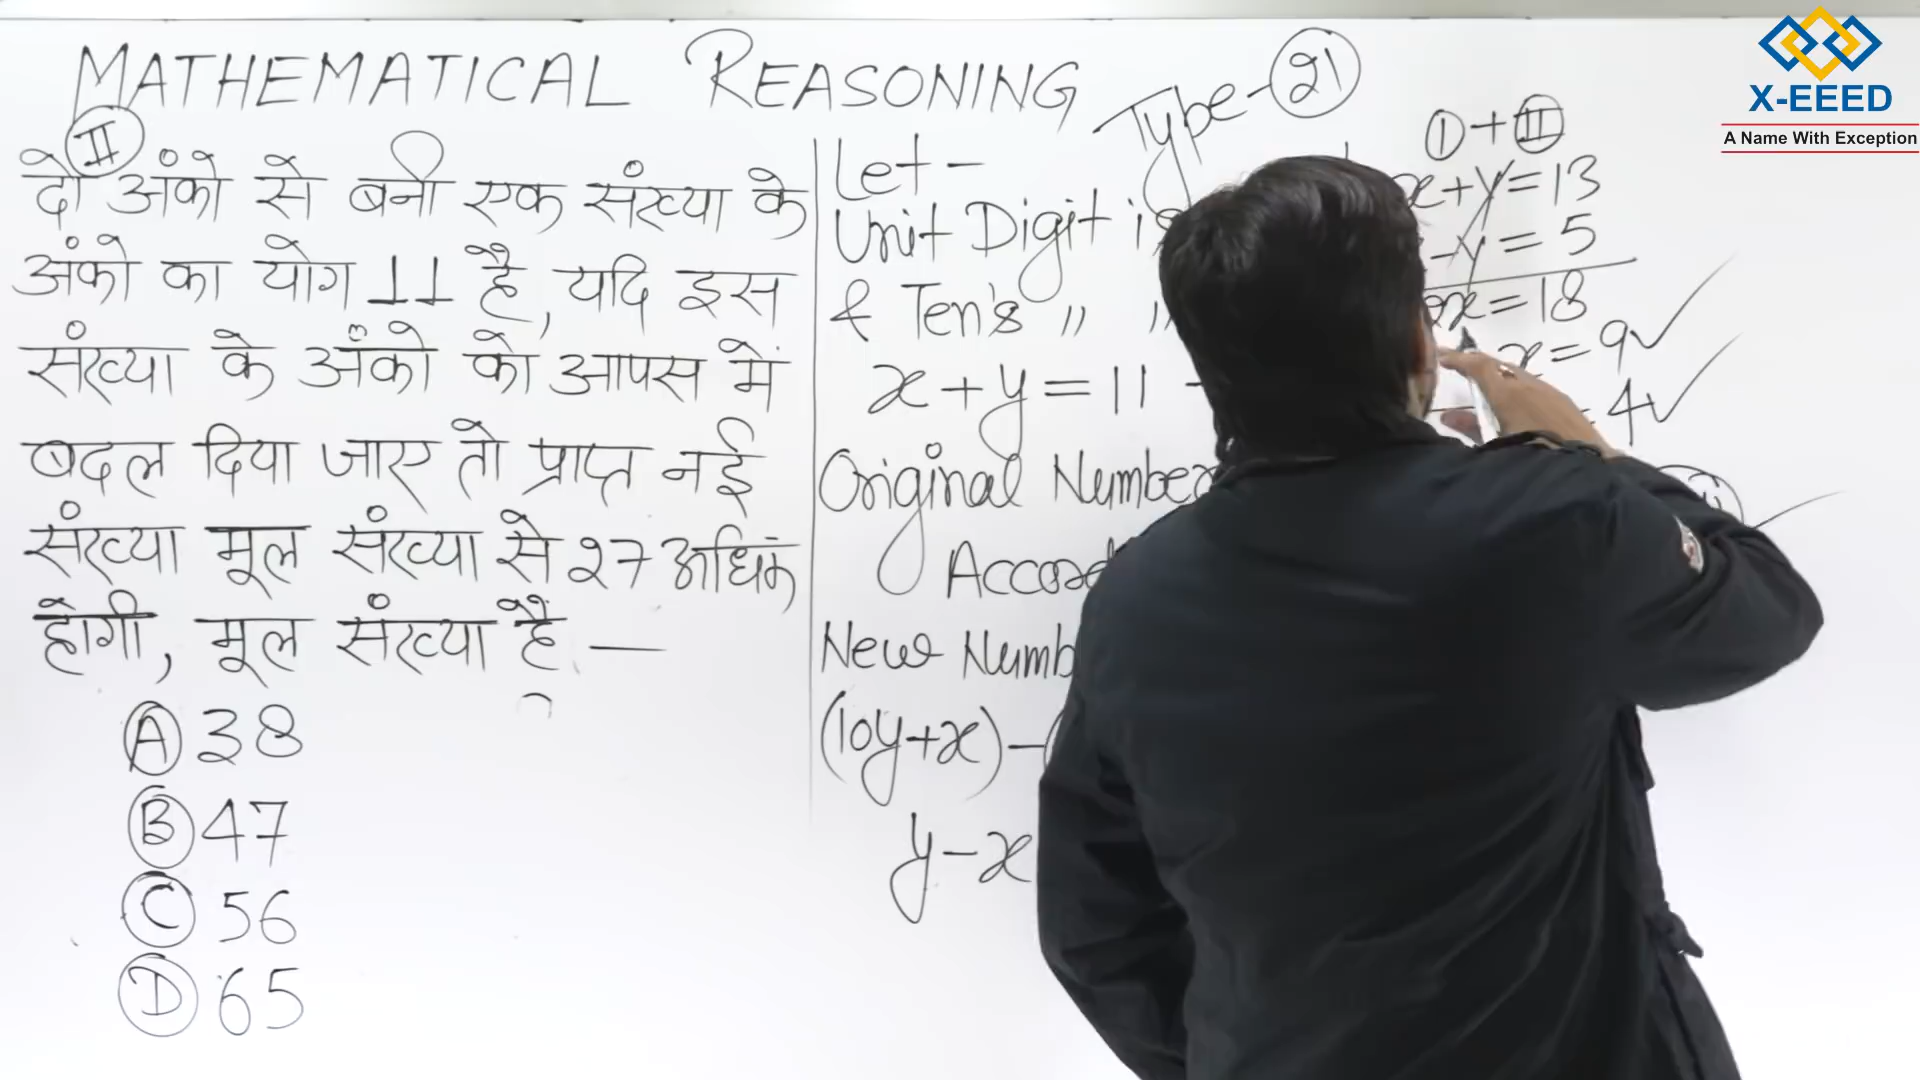 MATHEMATICAL REASONING
Type-21
II
दो अंको से बनी एक संख्या के
अंको का योग 11 है, यदि इस
संख्या के अंको को आपस में
बदल दिया जाए तो प्राप्त नई
संख्या मूल संख्या से 27 अधिक
होगी, मूल संख्या है —
A 38
B 47
C 56
D 65
Let -
Unit Digit is
& Ten's " "
x + y = 11 -
Original Number
New
(10y+x) - (
y - x
I + II
x + y = 13
- y = 5
2x = 18
x = 9 ✓
4 ✓
X-EEED
A Name With Exception